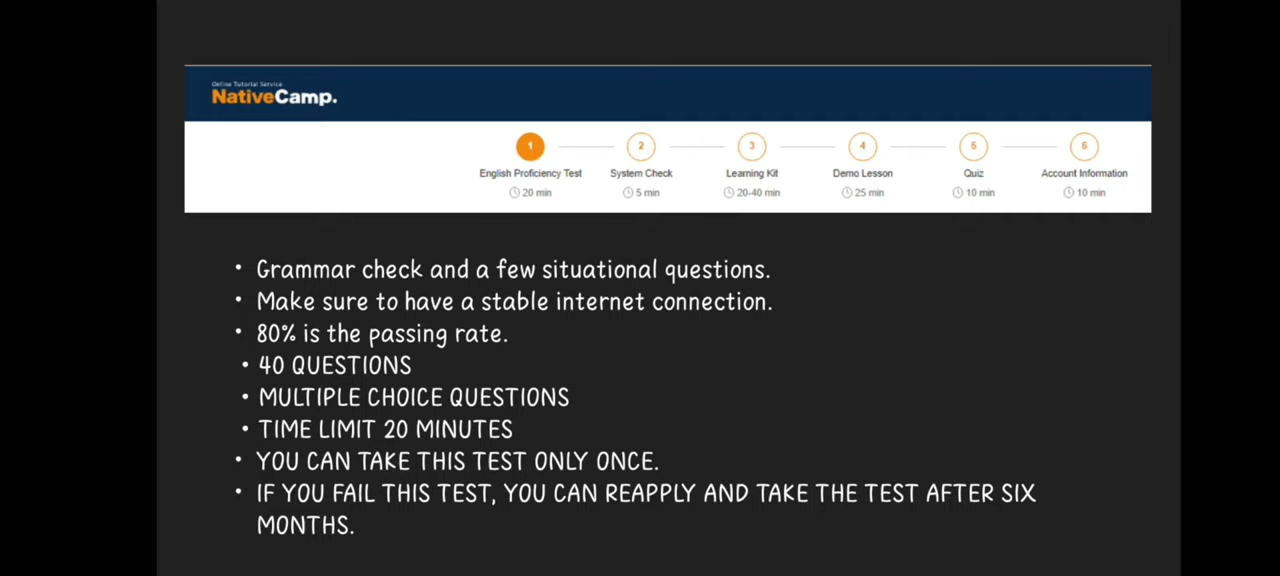 Online Tutorial Service
NativeCamp.
1 2 3 4 5 6
English Proficiency Test System Check Learning Kit Demo Lesson Quiz Account Information
20 min 5 min 20-40 min 25 min 10 min 10 min
• Grammar check and a few situational questions.
• Make sure to have a stable internet connection.
• 80% is the passing rate.
• 40 QUESTIONS
• MULTIPLE CHOICE QUESTIONS
• TIME LIMIT 20 MINUTES
• YOU CAN TAKE THIS TEST ONLY ONCE.
• IF YOU FAIL THIS TEST, YOU CAN REAPPLY AND TAKE THE TEST AFTER SIX
MONTHS.